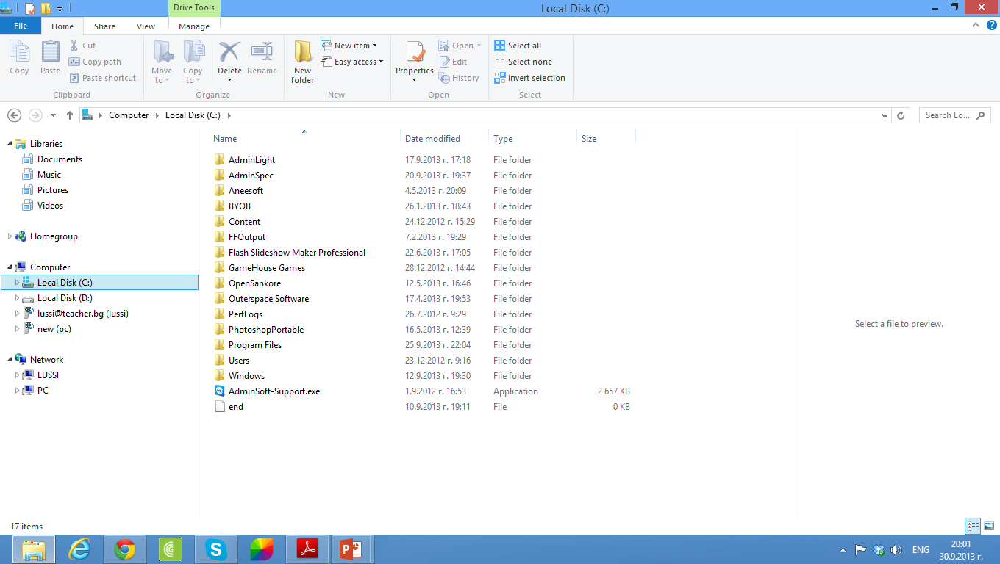 Drive Tools
Local Disk (C:)
File Home Share View Manage
Copy
Paste
Cut
Copy path
Paste shortcut
Clipboard
Move to
Copy to
Delete
Rename
Organize
New folder
New item
Easy access
New
Properties
Open
Edit
History
Open
Select all
Select none
Invert selection
Select
Computer Local Disk (C:)
Search Lo...
Libraries
Documents
Music
Pictures
Videos
Homegroup
Computer
Local Disk (C:)
Local Disk (D:)
lussi@teacher.bg (lussi)
new (pc)
Network
LUSSI
PC
Name Date modified Type Size
AdminLight 17.9.2013 г. 17:18 File folder
AdminSpec 20.9.2013 г. 19:37 File folder
Aneesoft 4.5.2013 г. 20:09 File folder
BYOB 26.1.2013 г. 18:43 File folder
Content 24.12.2012 г. 15:29 File folder
FFOutput 7.2.2013 г. 19:29 File folder
Flash Slideshow Maker Professional 22.6.2013 г. 17:05 File folder
GameHouse Games 28.12.2012 г. 14:44 File folder
OpenSankore 12.5.2013 г. 16:46 File folder
Outerspace Software 17.4.2013 г. 19:53 File folder
PerfLogs 26.7.2012 г. 9:29 File folder
PhotoshopPortable 16.5.2013 г. 12:39 File folder
Program Files 25.9.2013 г. 22:04 File folder
Users 23.12.2012 г. 9:16 File folder
Windows 12.9.2013 г. 19:30 File folder
AdminSoft-Support.exe 1.9.2012 г. 16:53 Application 2 657 KB
end 10.9.2013 г. 19:11 File 0 KB
Select a file to preview.
17 items
ENG
20:01
30.9.2013 г.